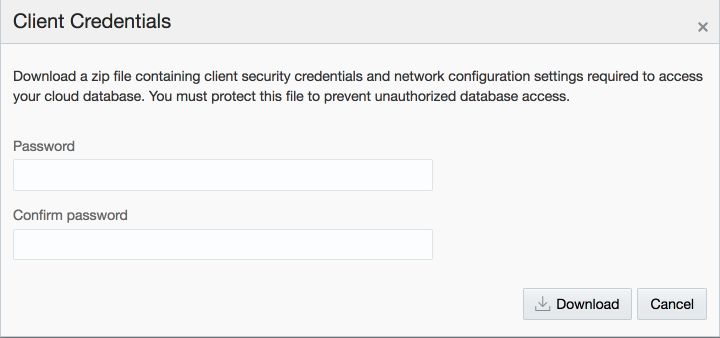 Client Credentials
×
Download a zip file containing client security credentials and network configuration settings required to access
your cloud database. You must protect this file to prevent unauthorized database access.
Password
Confirm password
Download Cancel